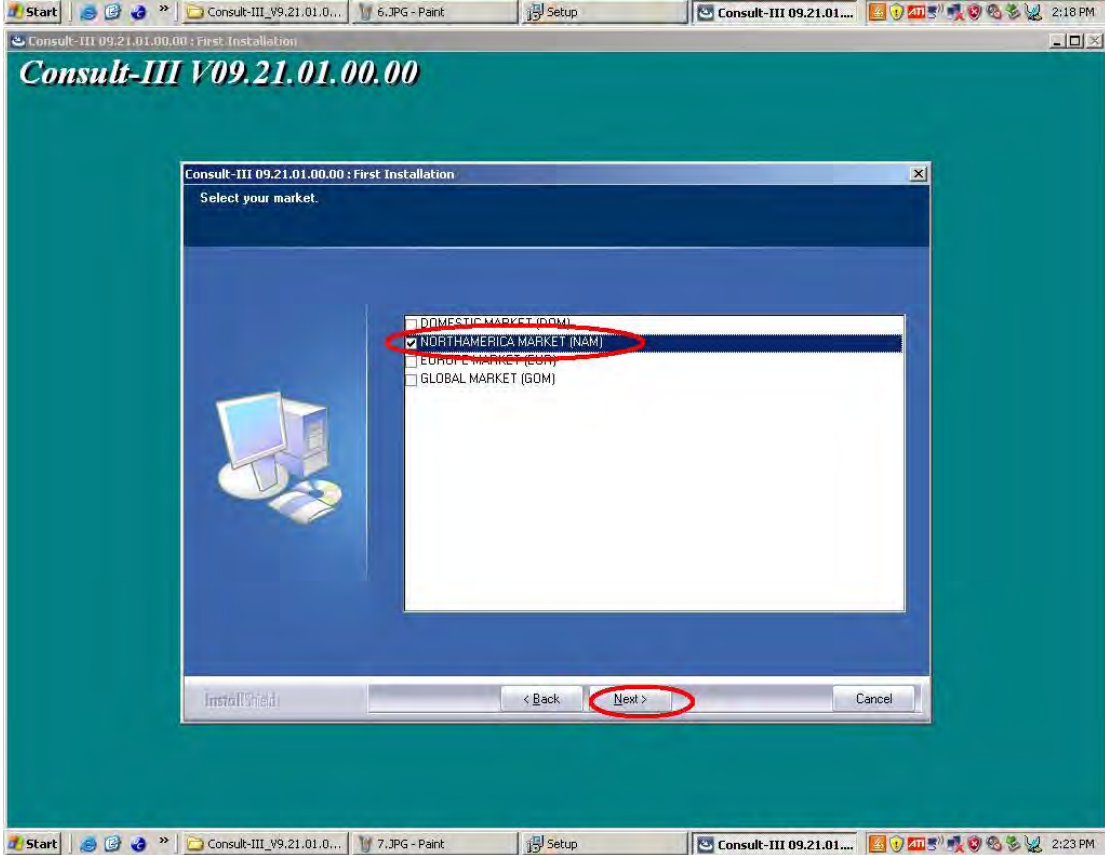 Start » Consult-III_V9.21.01.0... 6.JPG - Paint Setup Consult-III 09.21.01.... ATI 2:18 PM
Consult-III 09.21.01.00.00 : First Installation
Consult-III V09.21.01.00.00
Consult-III 09.21.01.00.00 : First Installation
Select your market.
DOMESTIC MARKET (DOM)
NORTHAMERICA MARKET (NAM)
EUROPE MARKET (EUR)
GLOBAL MARKET (GOM)
InstallShield
< Back Next > Cancel
Start » Consult-III_V9.21.01.0... 7.JPG - Paint Setup Consult-III 09.21.01.... ATI 2:23 PM